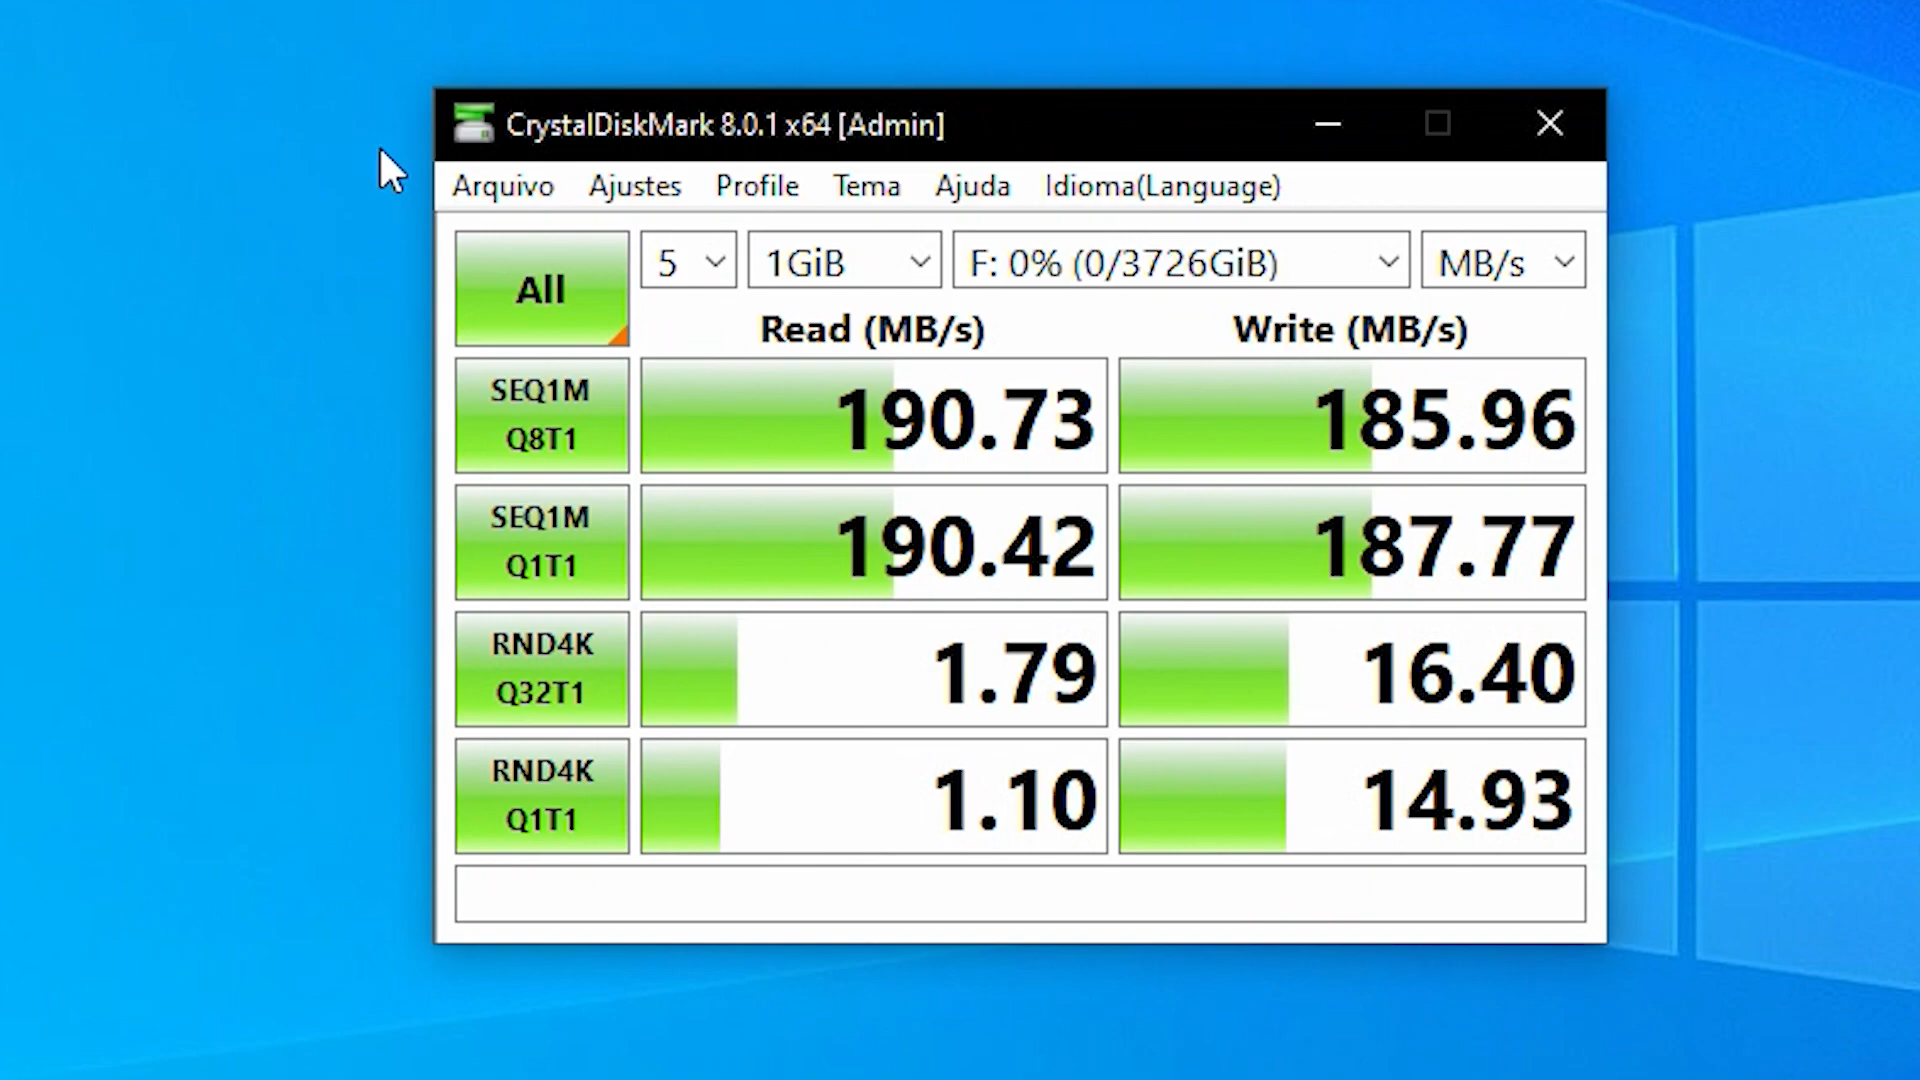 CrystalDiskMark 8.0.1 x64 [Admin]
Arquivo Ajustes Profile Tema Ajuda Idioma(Language)
All 5 1GiB F: 0% (0/3726GiB) MB/s
Read (MB/s) Write (MB/s)
SEQ1M
Q8T1 190.73 185.96
SEQ1M
Q1T1 190.42 187.77
RND4K
Q32T1 1.79 16.40
RND4K
Q1T1 1.10 14.93